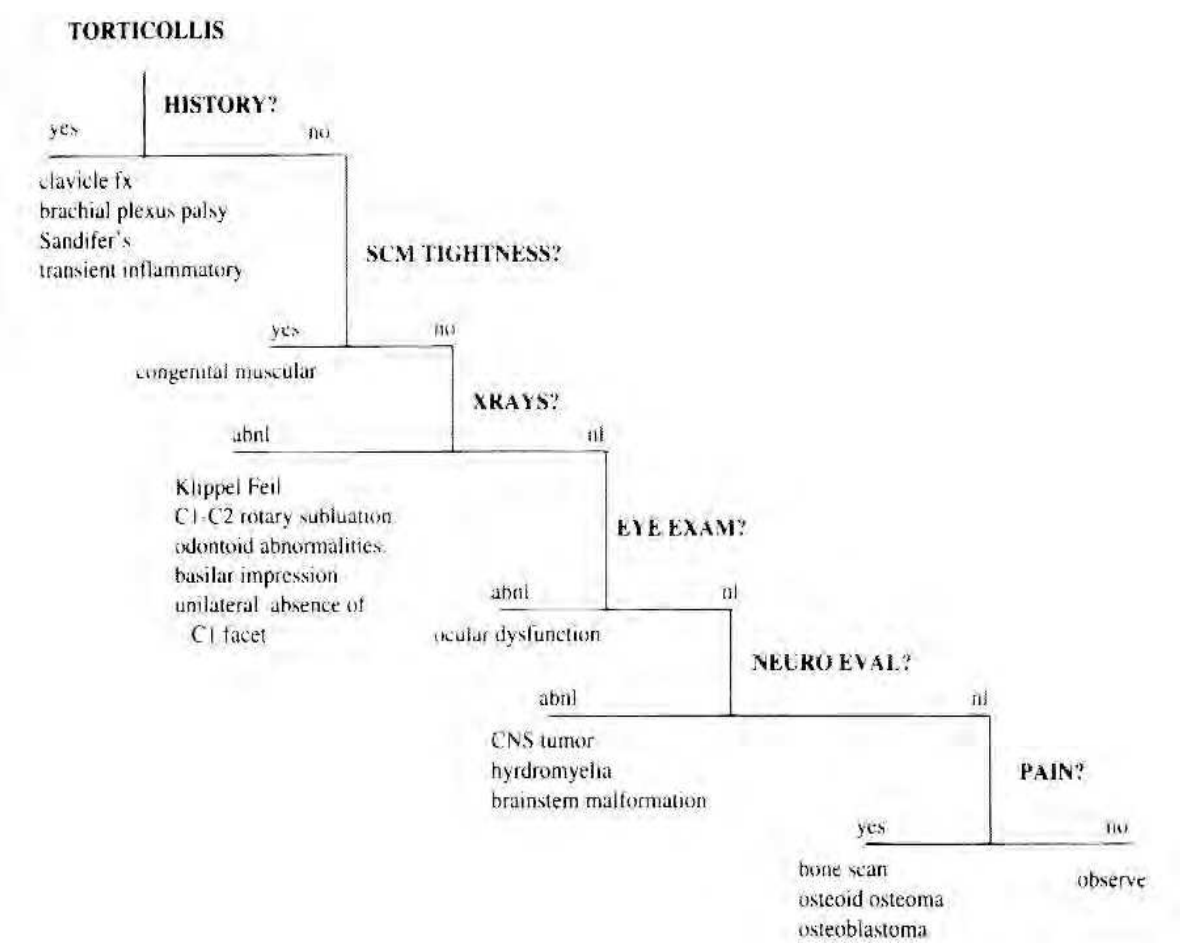 TORTICOLLIS
HISTORY?
yes
no
clavicle fx
brachial plexus palsy
Sandifer's
transient inflammatory
SCM TIGHTNESS?
yes
no
congenital muscular
XRAYS?
abnl
nl
Klippel Feil
C1-C2 rotary subluation
odontoid abnormalities
basilar impression
unilateral absence of
C1 facet
EYE EXAM?
abnl
nl
ocular dysfunction
NEURO EVAL?
abnl
nl
CNS tumor
hyrdromyelia
brainstem malformation
PAIN?
yes
no
bone scan
osteoid osteoma
osteoblastoma
observe